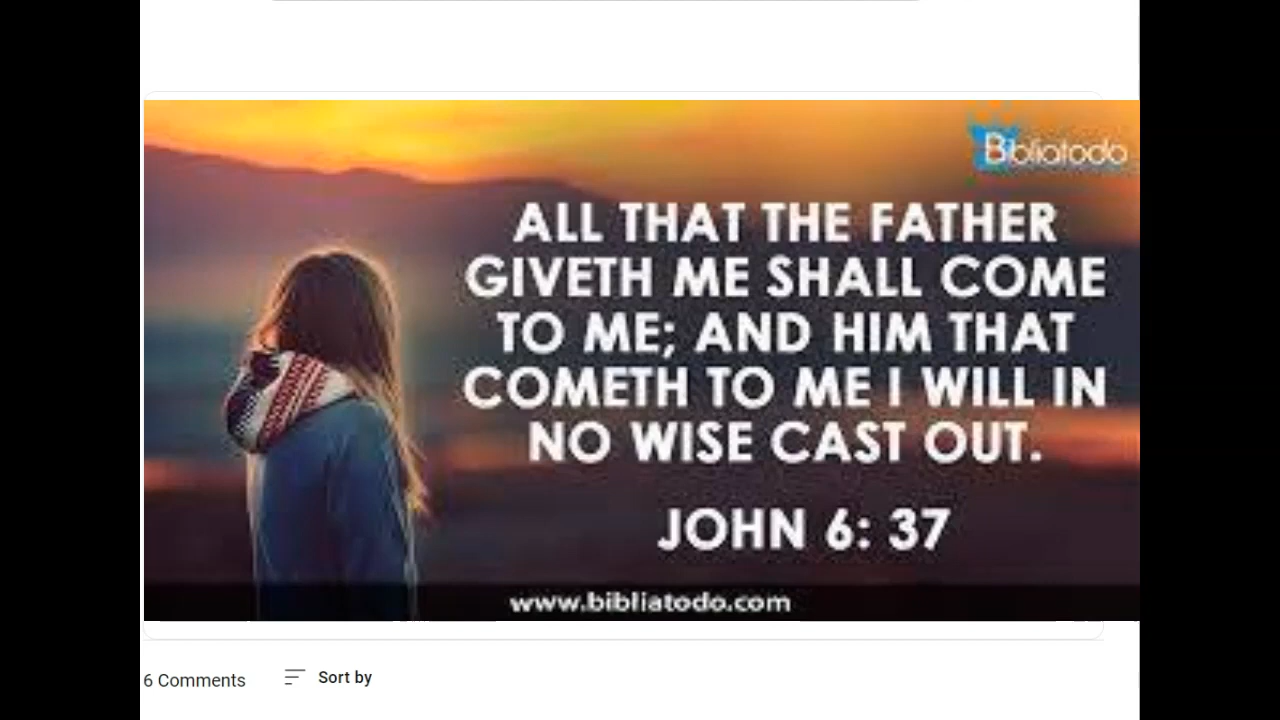 Bibliatodo
ALL THAT THE FATHER
GIVETH ME SHALL COME
TO ME; AND HIM THAT
COMETH TO ME I WILL IN
NO WISE CAST OUT.
JOHN 6: 37
www.bibliatodo.com
6 Comments
Sort by